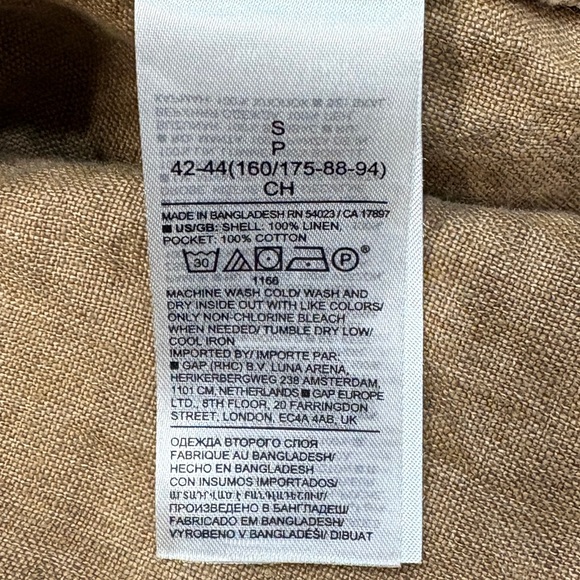 S
P
42-44(160/175-88-94)
CH
MADE IN BANGLADESH RN 54023 / CA 17897
■ US/GB: SHELL: 100% LINEN,
POCKET: 100% COTTON
30 P ®
1166
MACHINE WASH COLD/ WASH AND
DRY INSIDE OUT WITH LIKE COLORS/
ONLY NON-CHLORINE BLEACH
WHEN NEEDED/ TUMBLE DRY LOW/
COOL IRON
IMPORTED BY/ IMPORTE PAR:
■ GAP (RHC) B.V. LUNA ARENA,
HERIKERBERGWEG 238 AMSTERDAM,
1101 CM, NETHERLANDS ■ GAP EUROPE
LTD., 8TH FLOOR, 20 FARRINGDON
STREET, LONDON, EC4A 4AB, UK
ОДЕЖДА ВТОРОГО СЛОЯ
FABRIQUE AU BANGLADESH/
HECHO EN BANGLADESH
CON INSUMOS IMPORTADOS/
ԱՐՏԱԴՐՎԱԾ Է ԲԱՆԳԼԱԴԵՇՈՒՄ/
ПРОИЗВЕДЕНО В БАНГЛАДЕШ/
FABRICADO EM BANGLADESH/
VYROBENO V BANGLADÉŠI/ DIBUAT